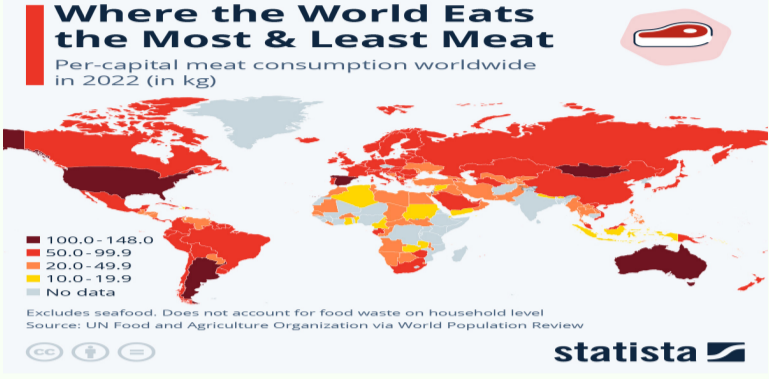 Where the World Eats
the Most & Least Meat
Per-capital meat consumption worldwide
in 2022 (in kg)
100.0-148.0
50.0-99.9
20.0-49.9
10.0-19.9
No data
Excludes seafood. Does not account for food waste on household level
Source: UN Food and Agriculture Organization via World Population Review
cc
statista